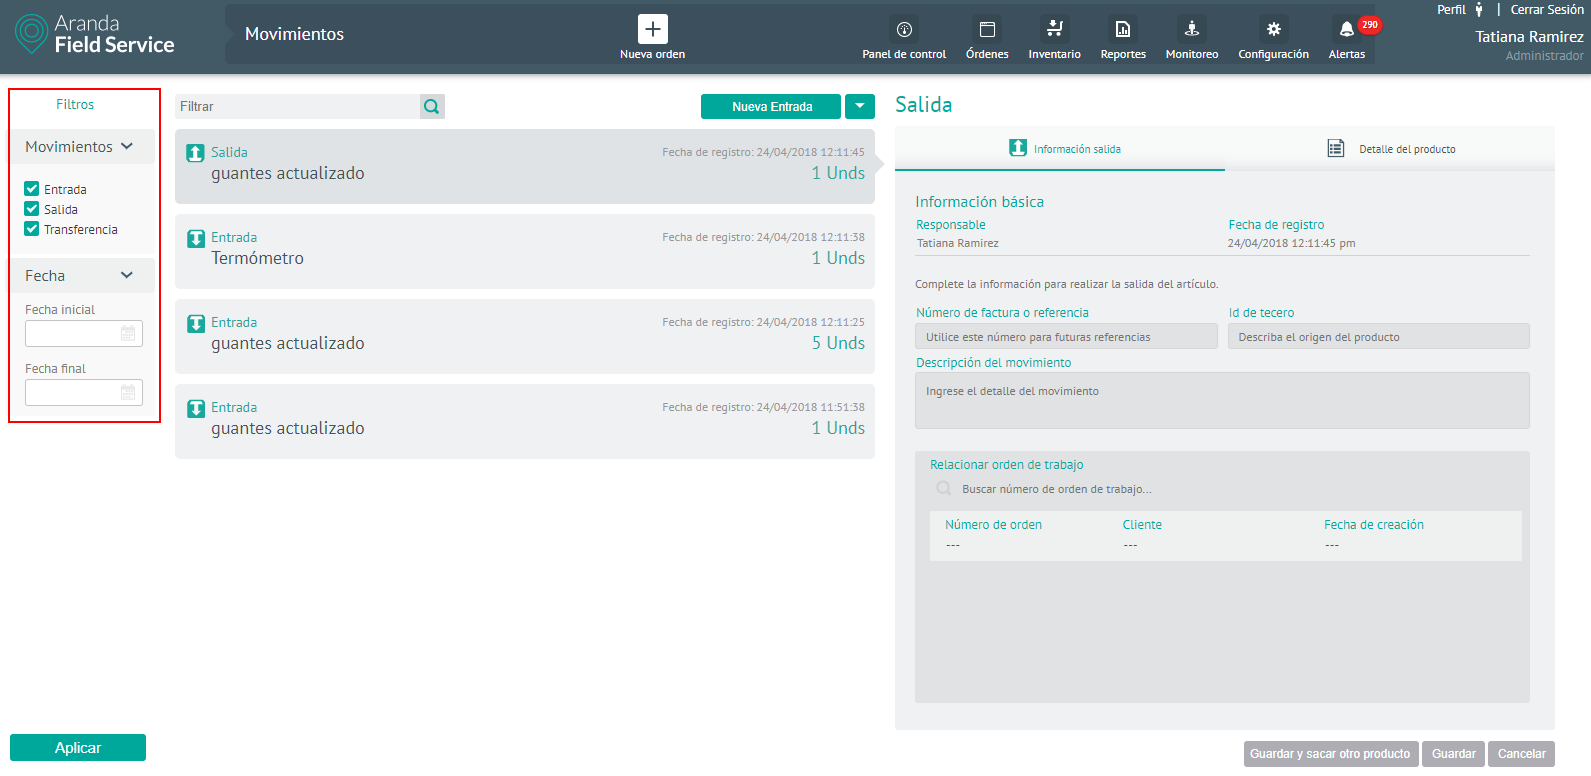 Aranda
Field Service
Movimientos
Nueva orden
Panel de control
Órdenes
Inventario
Reportes
Monitoreo
Configuración
Alertas
290
Perfil | Cerrar Sesión
Tatiana Ramirez
Administrador
Filtros
Movimientos
Entrada
Salida
Transferencia
Fecha
Fecha inicial
Fecha final
Aplicar
Filtrar
Nueva Entrada
Salida
Fecha de registro: 24/04/2018 12:11:45
guantes actualizado
1 Unds
Entrada
Fecha de registro: 24/04/2018 12:11:38
Termómetro
1 Unds
Entrada
Fecha de registro: 24/04/2018 12:11:25
guantes actualizado
5 Unds
Entrada
Fecha de registro: 24/04/2018 11:51:38
guantes actualizado
1 Unds
Salida
Información salida
Detalle del producto
Información básica
Responsable
Fecha de registro
Tatiana Ramirez
24/04/2018 12:11:45 pm
Complete la información para realizar la salida del artículo.
Número de factura o referencia
Id de tecero
Utilice este número para futuras referencias
Describa el origen del producto
Descripción del movimiento
Ingrese el detalle del movimiento
Relacionar orden de trabajo
Buscar número de orden de trabajo...
Número de orden
Cliente
Fecha de creación
---
---
---
Guardar y sacar otro producto
Guardar
Cancelar